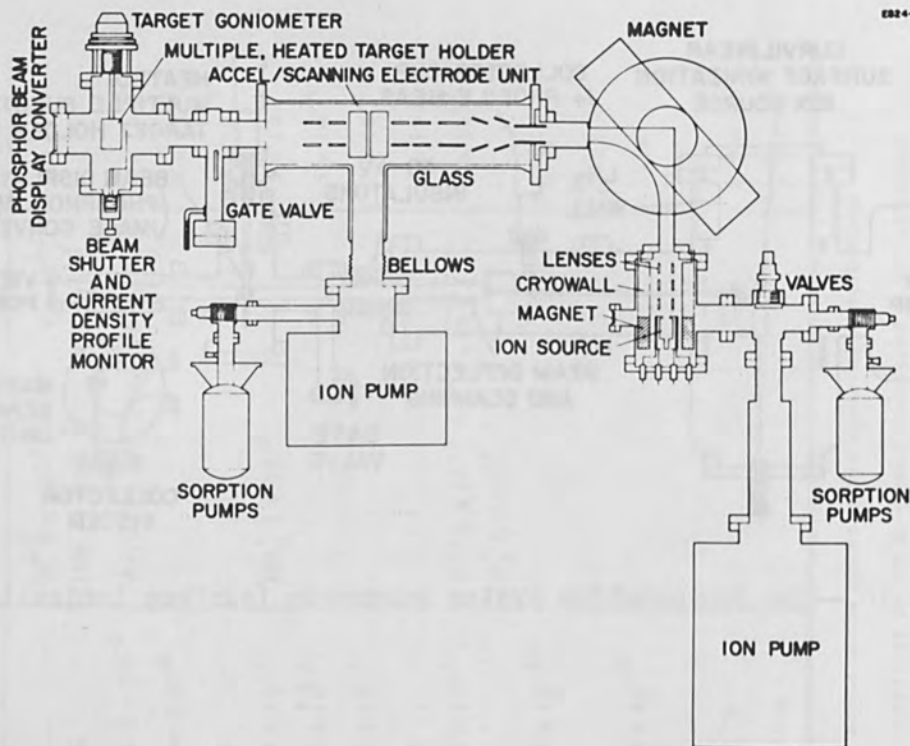 E824-
TARGET GONIOMETER
MULTIPLE, HEATED TARGET HOLDER
ACCEL/SCANNING ELECTRODE UNIT
MAGNET
PHOSPHOR BEAM
DISPLAY CONVERTER
GLASS
GATE VALVE
BEAM
SHUTTER
AND
CURRENT
DENSITY
PROFILE
MONITOR
BELLOWS
LENSES
CRYOWALL
MAGNET
ION SOURCE
VALVES
ION PUMP
SORPTION
PUMPS
SORPTION
PUMPS
ION PUMP